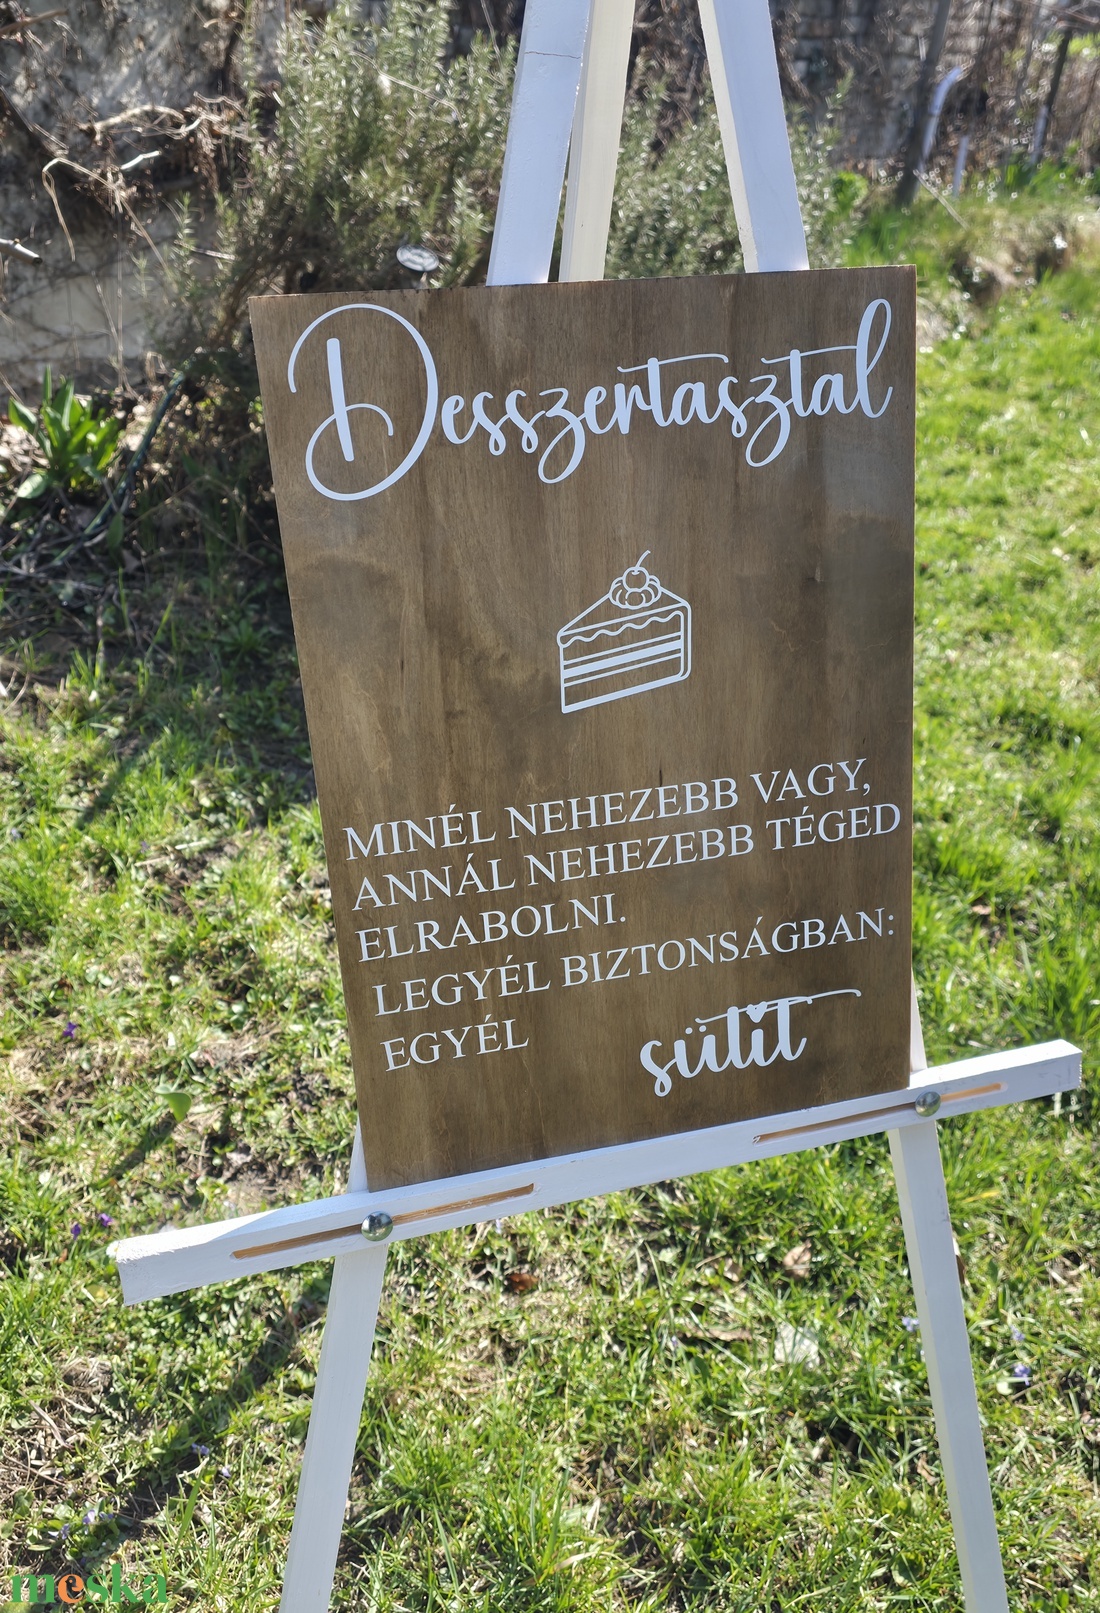 Desszertasztal
MINÉL NEHEZEBB VAGY,
ANNÁL NEHEZEBB TÉGED
ELRABOLNI.
LEGYÉL BIZTONSÁGBAN:
EGYÉL sütit
meska